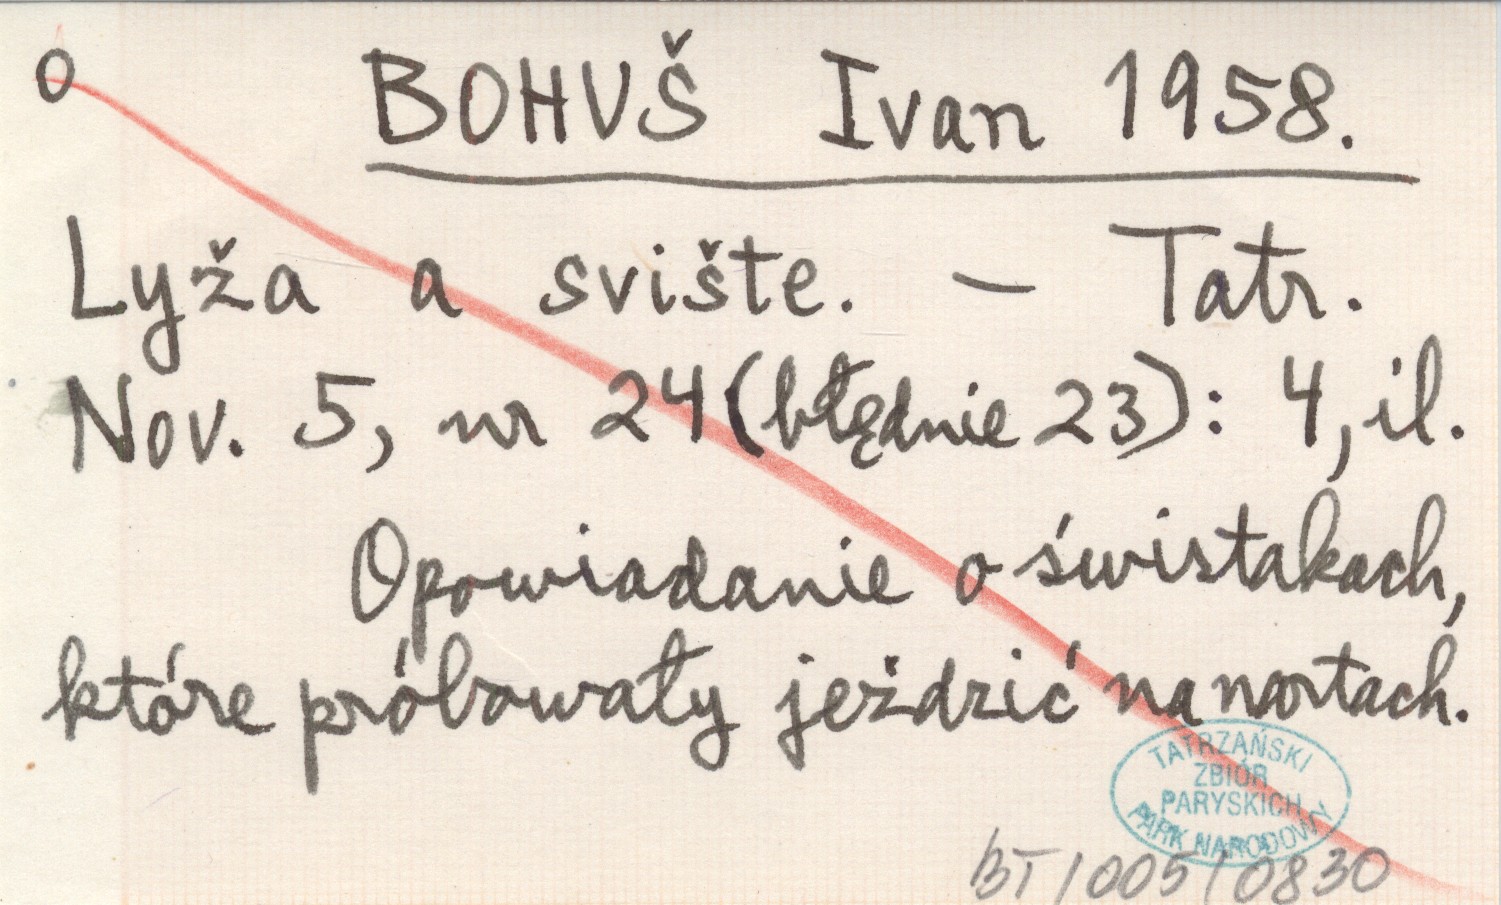 o BOHUŠ Ivan 1958.
Lyža a svište. – Tatr.
Nov. 5, nr 24 (błędnie 23): 4, il.
Opowiadanie o świstakach,
które próbowały jeździć na nartach.
TATRZAŃSKI
ZBIÓR
PARYSKICH
PARK NARODOWY
BT/005/0830